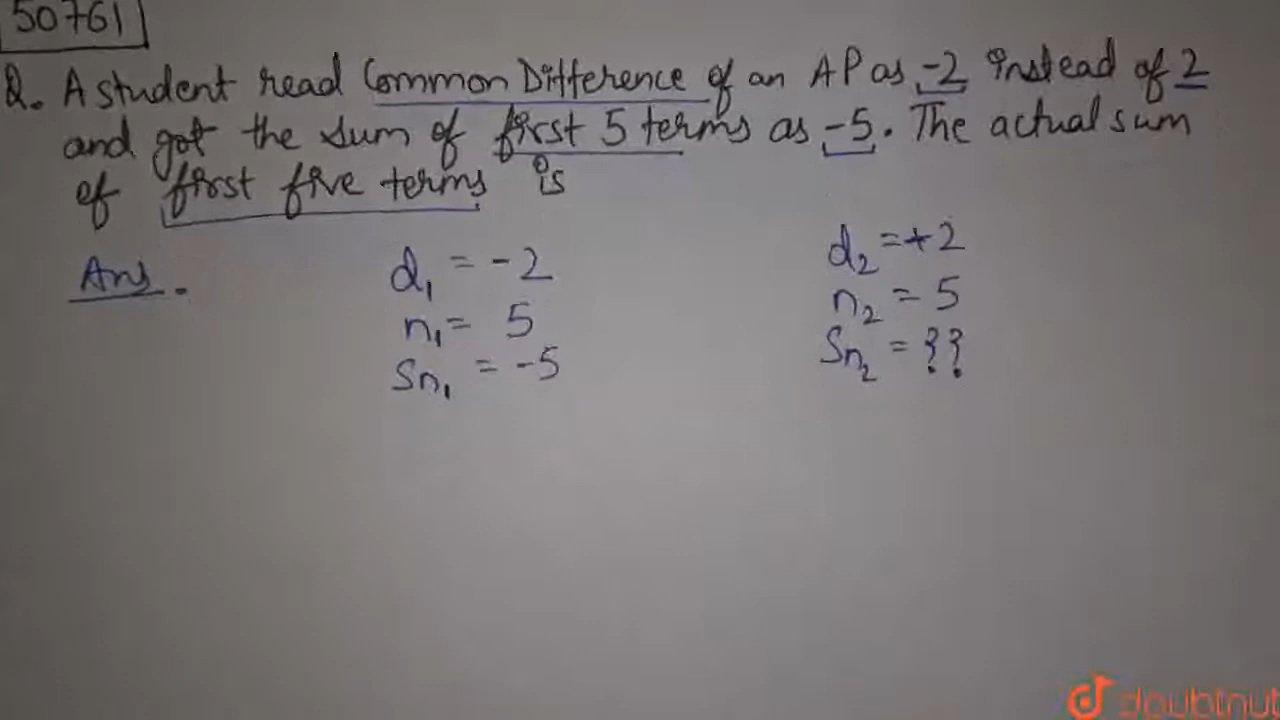 50761
Q. A student read Common Difference of an AP as -2 instead of 2
and got the sum of first 5 terms as -5. The actual sum
of first five terms is
Ans.
d₁ = -2
n₁ = 5
Sn₁ = -5
d₂ = +2
n₂ = 5
Sn₂ = ??
doubtnut